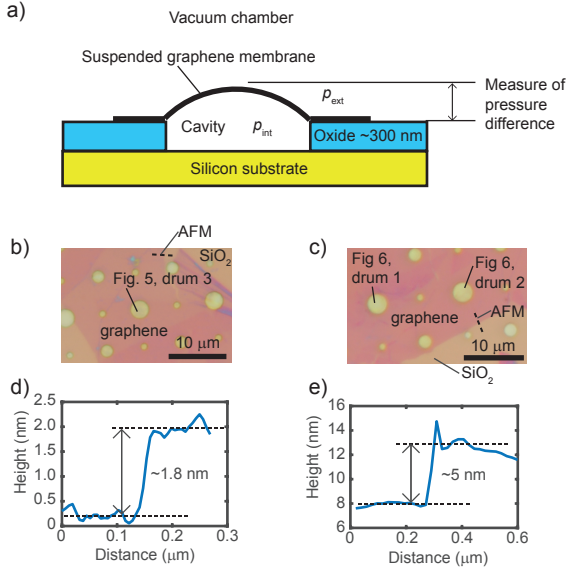 a)
Vacuum chamber
Suspended graphene membrane
p_ext
Measure of
pressure
difference
Cavity
p_int
Oxide ~300 nm
Silicon substrate
b)
AFM
SiO₂
Fig. 5, drum 3
graphene
10 μm
c)
Fig 6,
drum 1
Fig 6,
drum 2
graphene
AFM
10 μm
SiO₂
d)
Height (nm)
2.0
1.5
1.0
0.5
0
~1.8 nm
0
0.1
0.2
0.3
Distance (μm)
e)
Height (nm)
16
14
12
10
8
6
~5 nm
0
0.2
0.4
0.6
Distance (μm)